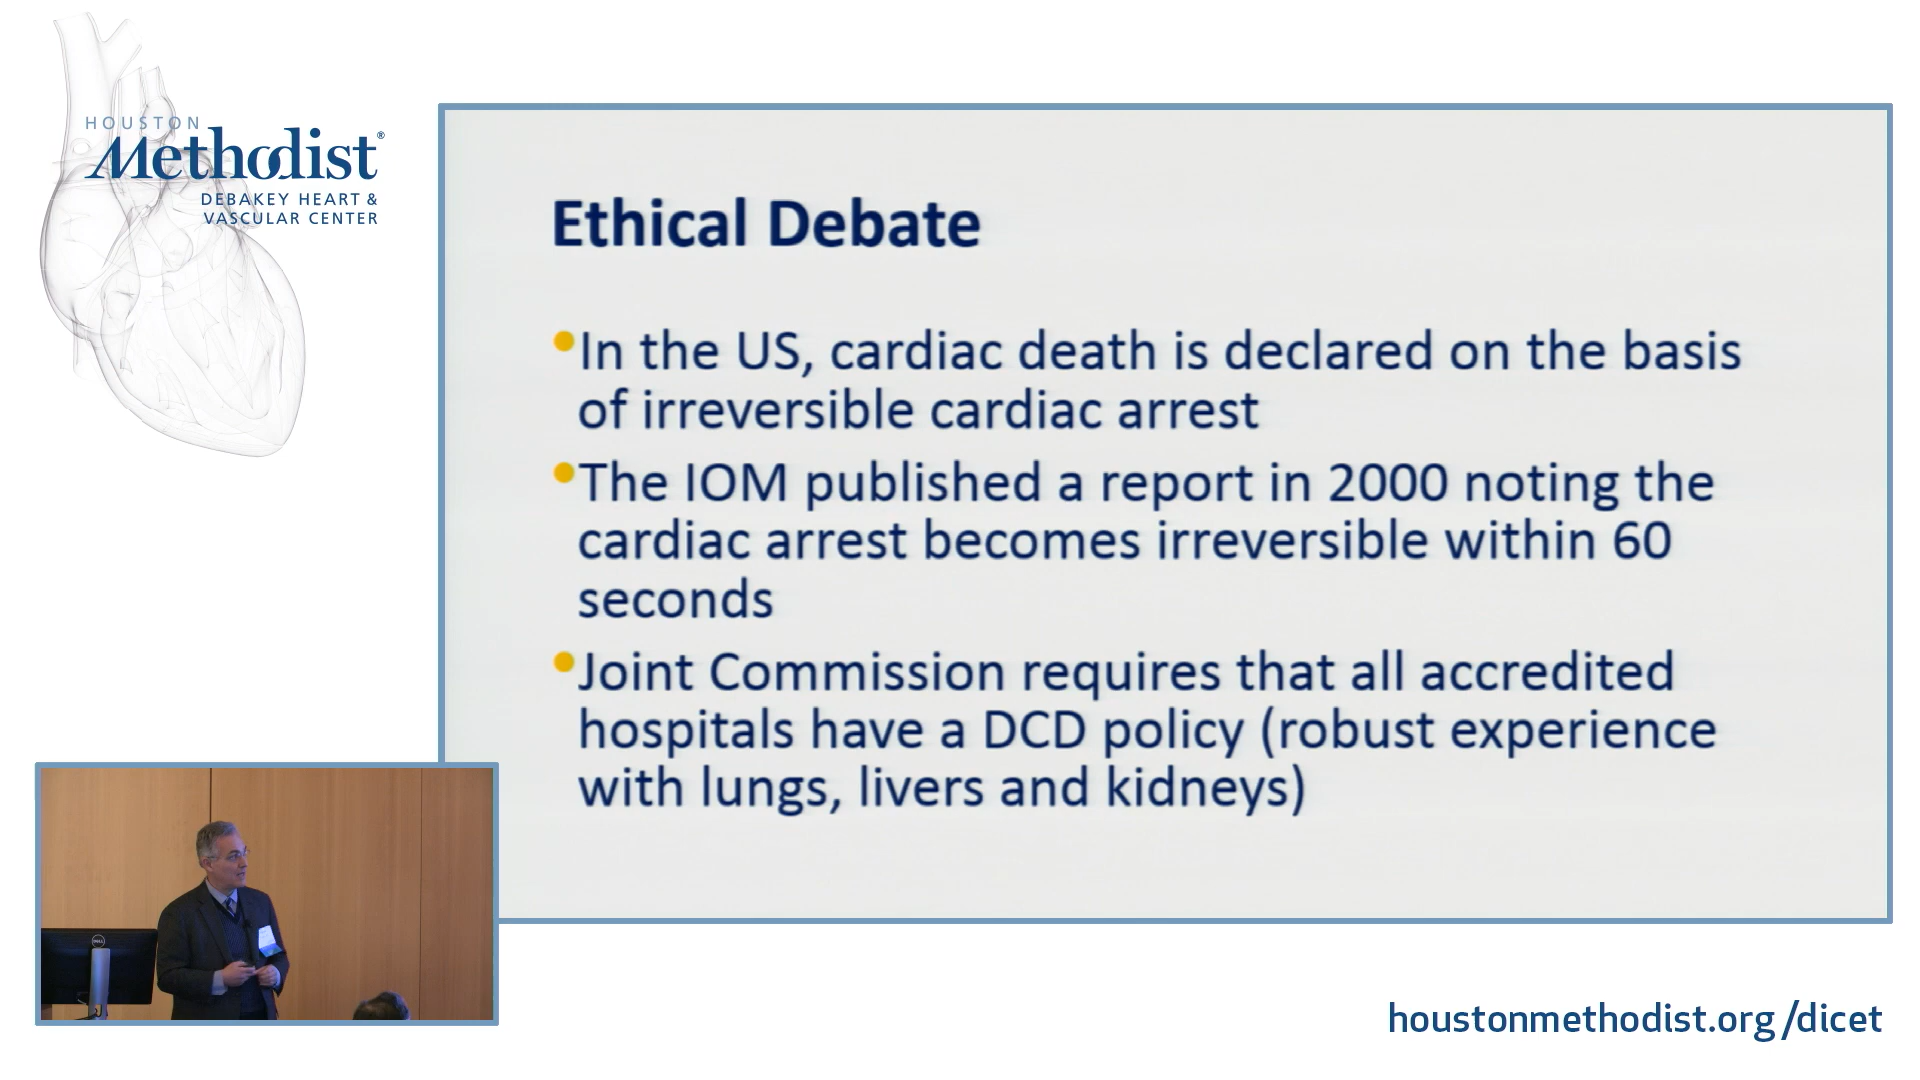 HOUSTON
Methodist®
DEBAKEY HEART &
VASCULAR CENTER
Ethical Debate
•In the US, cardiac death is declared on the basis
of irreversible cardiac arrest
•The IOM published a report in 2000 noting the
cardiac arrest becomes irreversible within 60
seconds
•Joint Commission requires that all accredited
hospitals have a DCD policy (robust experience
with lungs, livers and kidneys)
DELL
houstonmethodist.org/dicet